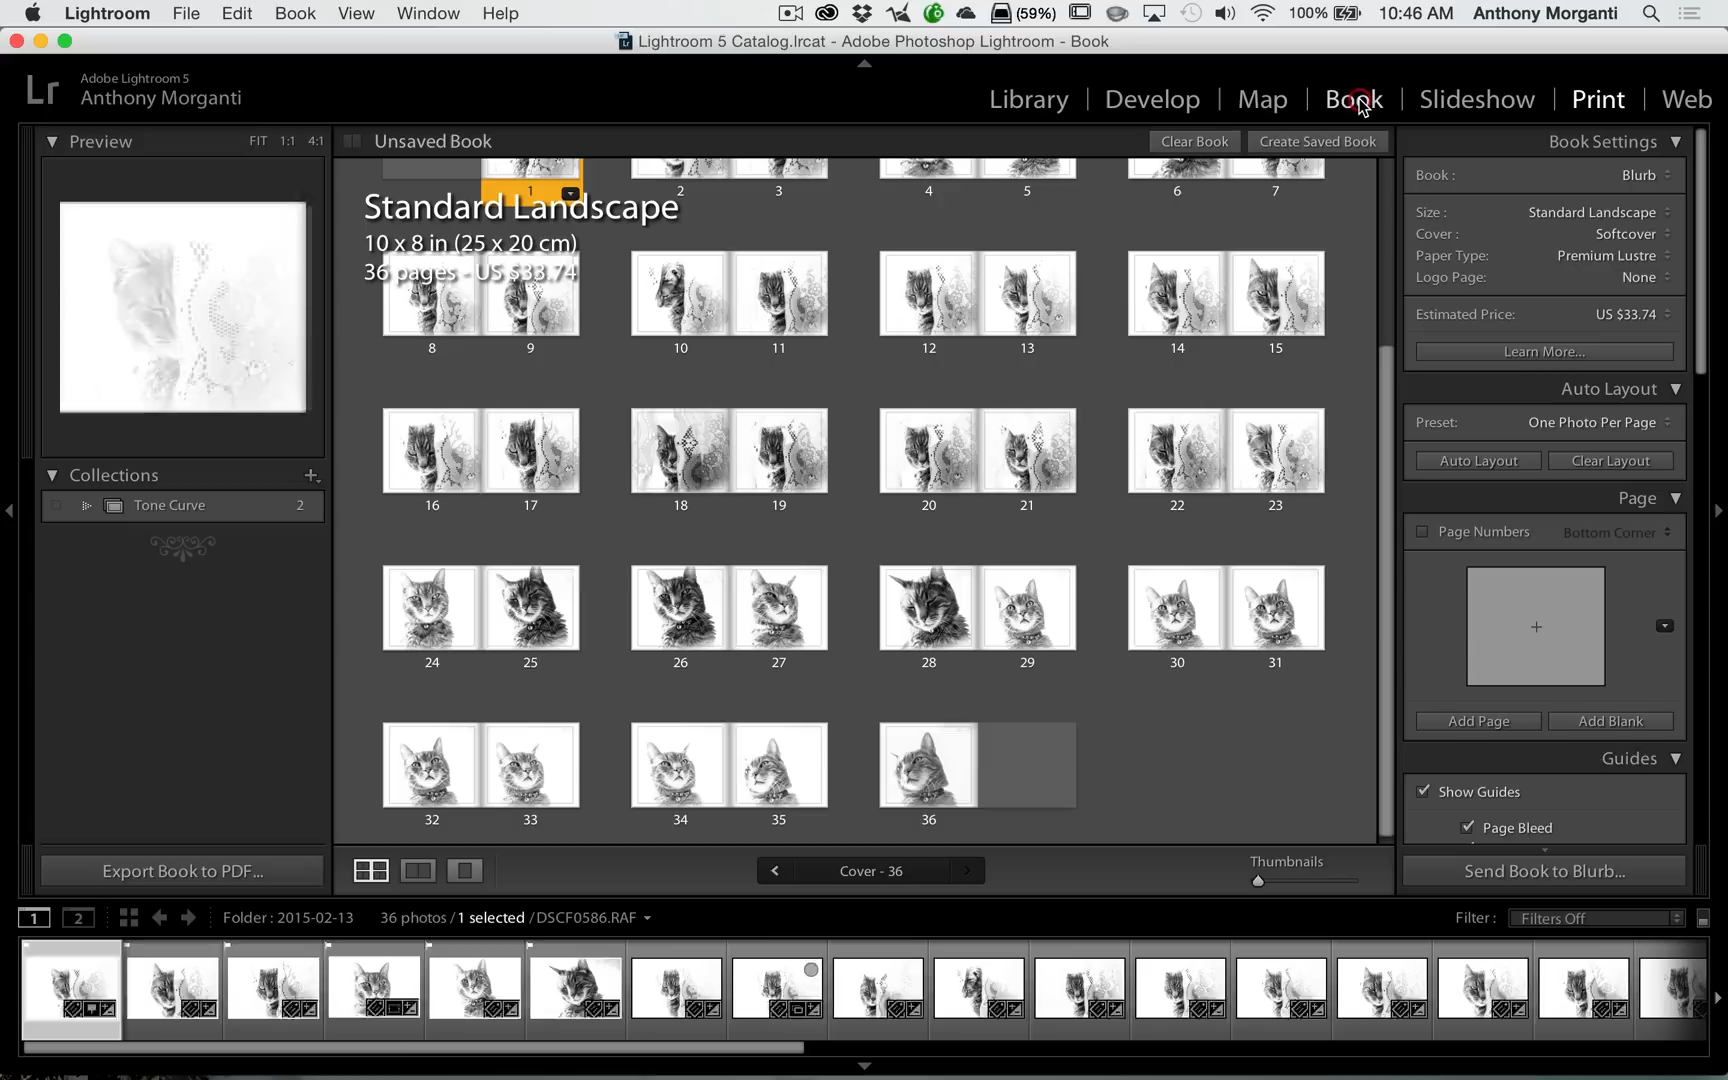 Lightroom File Edit Book View Window Help (59%) 100% 10:46 AM Anthony Morganti
Lightroom 5 Catalog.lrcat - Adobe Photoshop Lightroom - Book
Lr Adobe Lightroom 5
Anthony Morganti
Library | Develop | Map | Book | Slideshow | Print | Web
Preview FIT 1:1 4:1
Collections
Tone Curve 2
Export Book to PDF...
Unsaved Book Clear Book Create Saved Book
1 2 3 4 5 6 7
Standard Landscape
10 x 8 in (25 x 20 cm)
36 pages - US $33.74
8 9 10 11 12 13 14 15
16 17 18 19 20 21 22 23
24 25 26 27 28 29 30 31
32 33 34 35 36
Cover - 36
Thumbnails
Book Settings
Book : Blurb
Size : Standard Landscape
Cover : Softcover
Paper Type: Premium Lustre
Logo Page: None
Estimated Price: US $33.74
Learn More...
Auto Layout
Preset: One Photo Per Page
Auto Layout Clear Layout
Page
Page Numbers Bottom Corner
Add Page Add Blank
Guides
Show Guides
Page Bleed
Send Book to Blurb...
1 2 Folder : 2015-02-13 36 photos / 1 selected / DSCF0586.RAF Filter : Filters Off